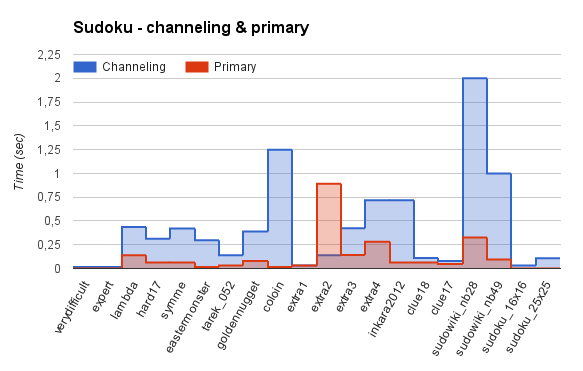 Sudoku - channeling & primary
2,25
2
1,75
1,5
1,25
1
0,75
0,5
0,25
0
Time (sec)
Channeling
Primary
verydifficult
expert
lambda
hard17
symme
easternmonster
tarek_052
goldennugget
coloin
extra1
extra2
extra3
extra4
inkara2012
clue18
clue17
sudowiki_nb28
sudowiki_nb49
sudoku_16x16
sudoku_25x25